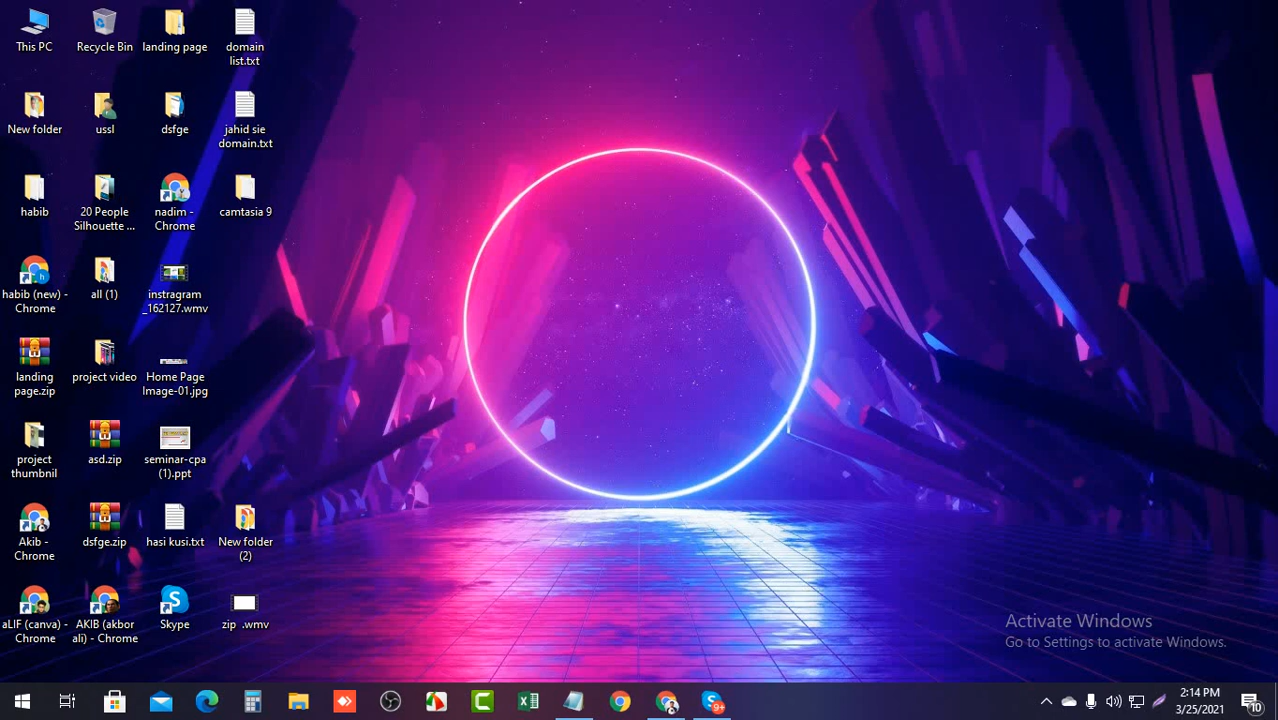 This PC
Recycle Bin
landing page
domain
list.txt
New folder
ussl
dsfge
jahid sie
domain.txt
habib
20 People
Silhouette ...
nadim -
Chrome
camtasia 9
habib (new) -
Chrome
all (1)
instragram
_162127.wmv
landing
page.zip
project video
Home Page
Image-01.jpg
project
thumbnil
asd.zip
seminar-cpa
(1).ppt
Akib -
Chrome
dsfge.zip
hasi kusi.txt
New folder
(2)
aLIF (canva) -
Chrome
AKIB (akbor
ali) - Chrome
Skype
zip .wmv
Activate Windows
Go to Settings to activate Windows.
9+
2:14 PM
3/25/2021
10